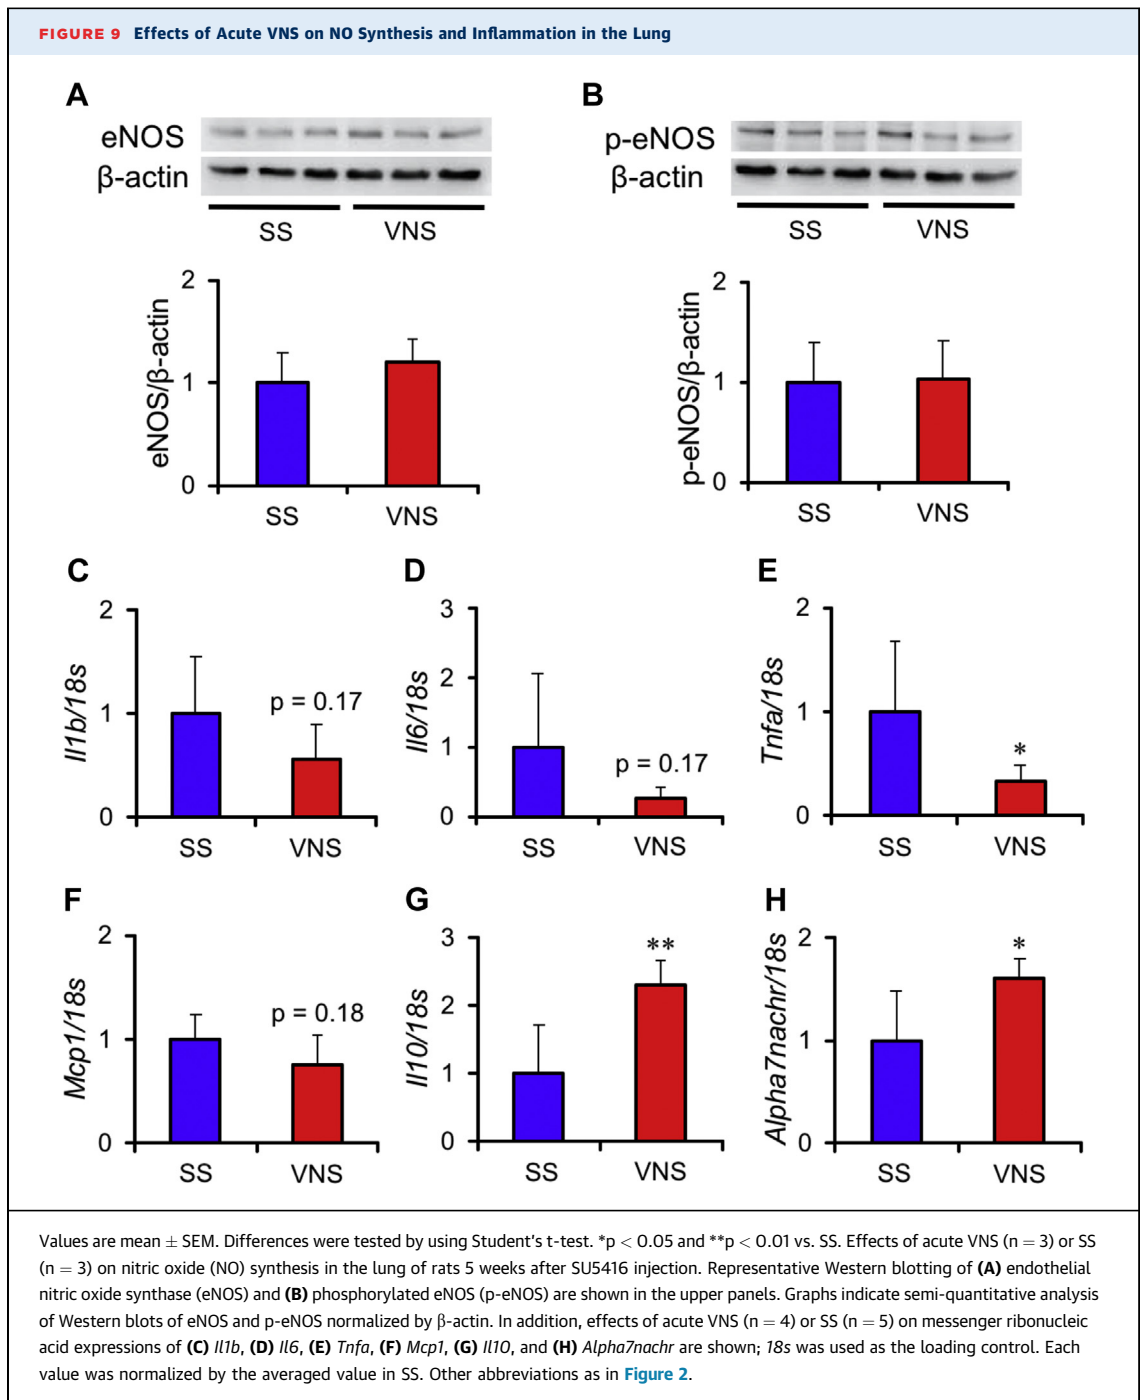 FIGURE 9 Effects of Acute VNS on NO Synthesis and Inflammation in the Lung
A
eNOS
β-actin
SS VNS
eNOS/β-actin
2
1
0
SS VNS
B
p-eNOS
β-actin
SS VNS
p-eNOS/β-actin
2
1
0
SS VNS
C
Il1b/18s
2
1
0
p = 0.17
SS VNS
D
Il6/18s
3
2
1
0
p = 0.17
SS VNS
E
Tnfa/18s
2
1
0
*
SS VNS
F
Mcp1/18s
2
1
0
p = 0.18
SS VNS
G
Il10/18s
3
2
1
0
**
SS VNS
H
Alpha7nachr/18s
2
1
0
*
SS VNS
Values are mean ± SEM. Differences were tested by using Student's t-test. *p < 0.05 and **p < 0.01 vs. SS. Effects of acute VNS (n = 3) or SS
(n = 3) on nitric oxide (NO) synthesis in the lung of rats 5 weeks after SU5416 injection. Representative Western blotting of (A) endothelial
nitric oxide synthase (eNOS) and (B) phosphorylated eNOS (p-eNOS) are shown in the upper panels. Graphs indicate semi-quantitative analysis
of Western blots of eNOS and p-eNOS normalized by β-actin. In addition, effects of acute VNS (n = 4) or SS (n = 5) on messenger ribonucleic
acid expressions of (C) Il1b, (D) Il6, (E) Tnfa, (F) Mcp1, (G) Il10, and (H) Alpha7nachr are shown; 18s was used as the loading control. Each
value was normalized by the averaged value in SS. Other abbreviations as in Figure 2.